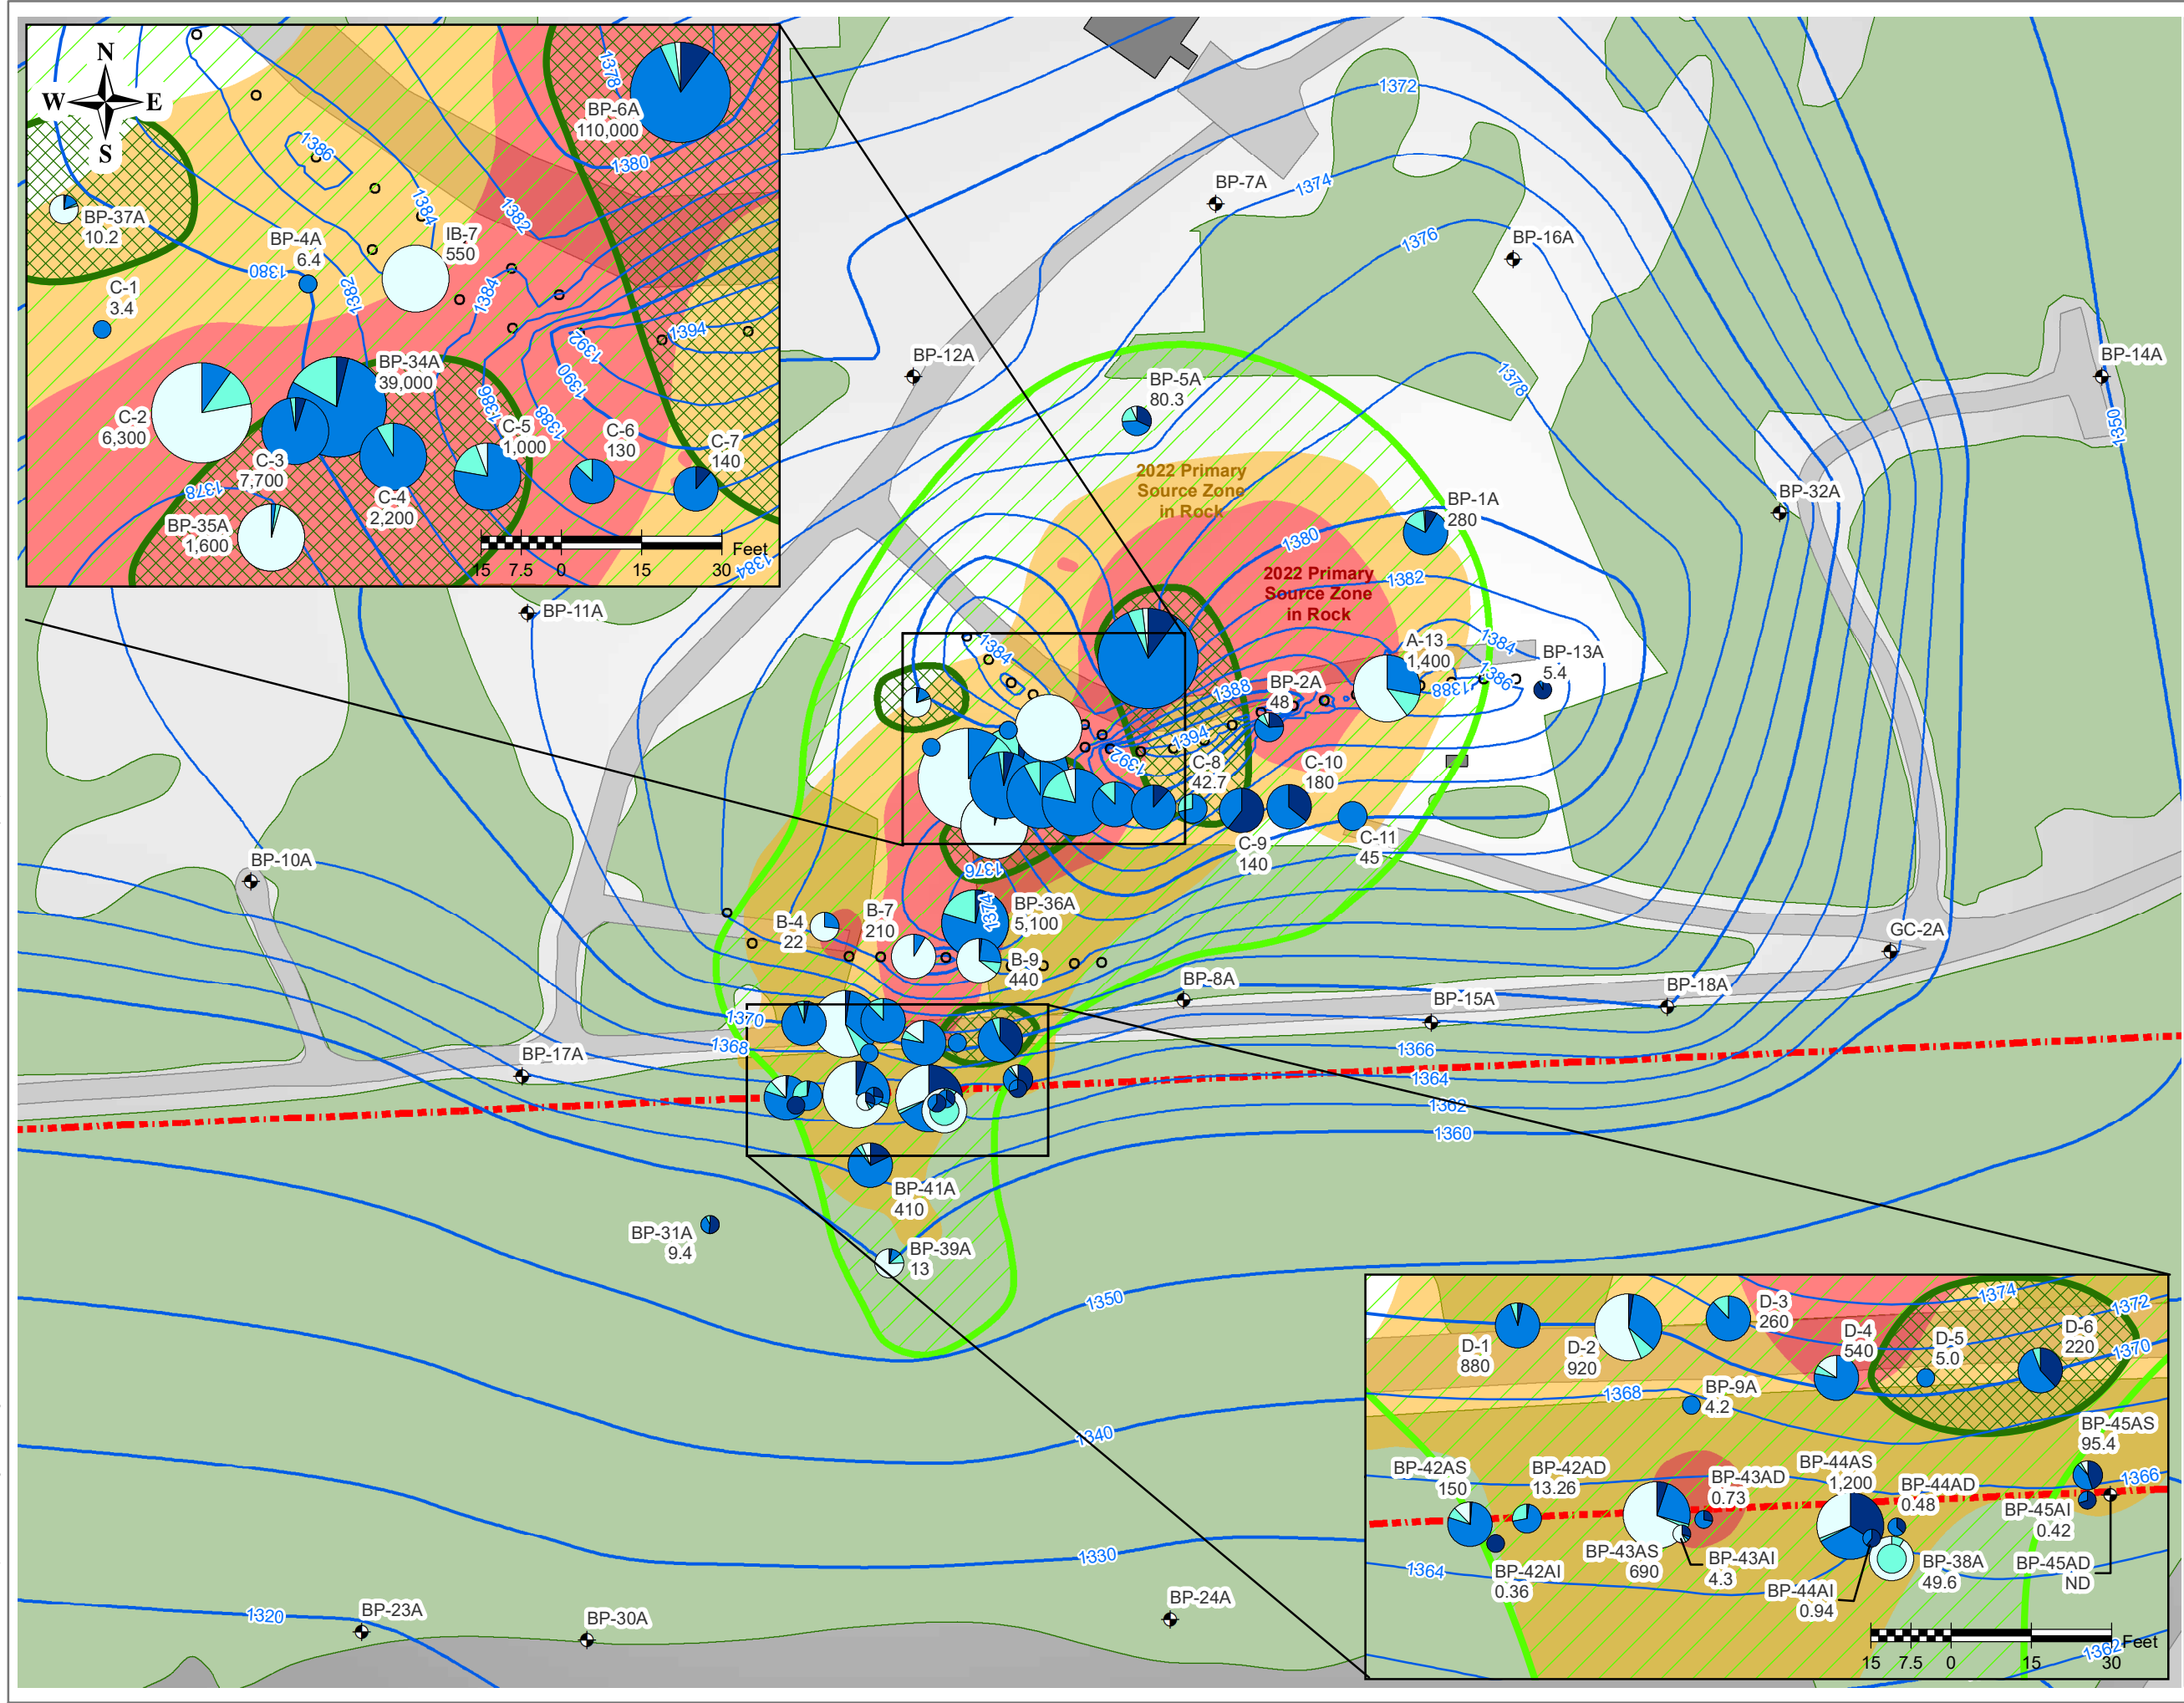 N
W E
S
1378
BP-6A
110,000
1380
1386
1384
1382
BP-37A
10.2
BP-4A
6.4
IB-7
550
1380
1382
1384
C-1
3.4
1394
1392
1390
BP-34A
39,000
1386
1388
C-2
6,300
C-5
1,000
C-6
130
C-7
140
C-3
7,700
1378
C-4
2,200
BP-35A
1,600
15 7.5 0 15 30
Feet
1384
1372
BP-7A
1374
1376
BP-16A
BP-12A
BP-5A
80.3
1378
BP-14A
1350
2022 Primary
Source Zone
in Rock
BP-1A
280
BP-32A
1380
2022 Primary
Source Zone
in Rock
1382
BP-11A
1384
A-13
1,400
1384
1386
1388
BP-13A
5.4
1388
BP-2A
48
1394
1392
C-8
42.7
C-10
180
C-9
140
C-11
45
BP-10A
1376
1374
B-4
22
B-7
210
BP-36A
5,100
B-9
440
GC-2A
BP-8A
BP-15A
BP-18A
1370
1368
BP-17A
1366
1364
1362
1360
BP-41A
410
BP-31A
9.4
BP-39A
13
1350
1340
1330
1320
BP-23A
BP-30A
BP-24A
1374
1372
D-1
880
D-2
920
D-3
260
D-4
540
D-5
5.0
D-6
220
1370
1368
BP-9A
4.2
BP-45AS
95.4
BP-42AS
150
BP-42AD
13.26
BP-43AD
0.73
BP-44AS
1,200
BP-44AD
0.48
1366
BP-45AI
0.42
BP-42AI
0.36
BP-43AS
690
BP-43AI
4.3
BP-44AI
0.94
BP-38A
49.6
BP-45AD
ND
1364
1362
15 7.5 0 15 30
Feet